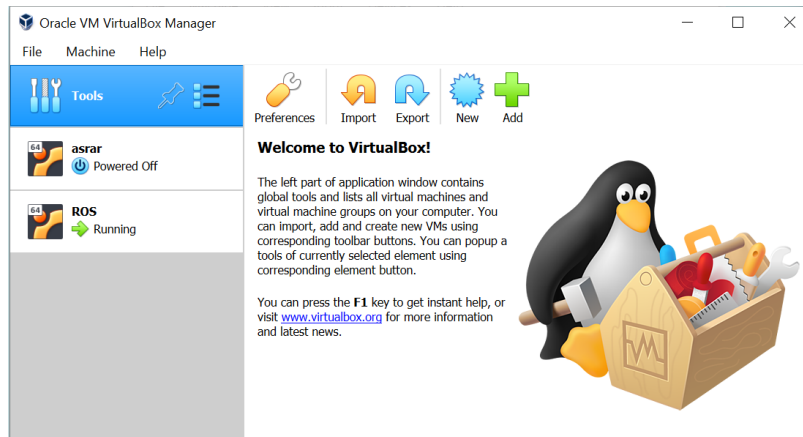 Oracle VM VirtualBox Manager
File Machine Help
Tools
Preferences Import Export New Add
64
asrar
Powered Off
64
ROS
Running
Welcome to VirtualBox!
The left part of application window contains
global tools and lists all virtual machines and
virtual machine groups on your computer. You
can import, add and create new VMs using
corresponding toolbar buttons. You can popup a
tools of currently selected element using
corresponding element button.
You can press the F1 key to get instant help, or
visit www.virtualbox.org for more information
and latest news.